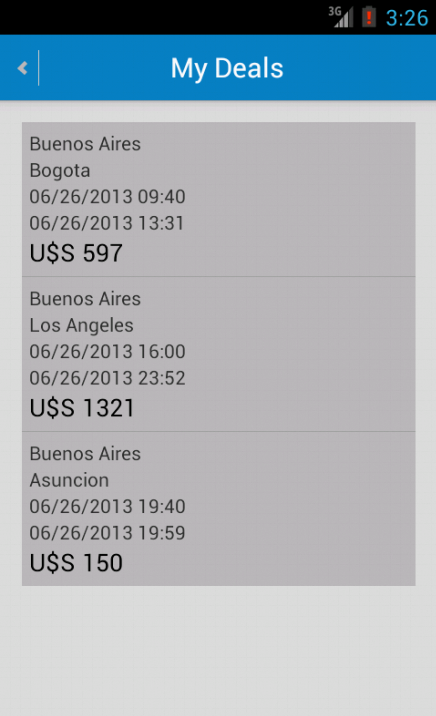 3G
3:26
My Deals
Buenos Aires
Bogota
06/26/2013 09:40
06/26/2013 13:31
U$S 597
Buenos Aires
Los Angeles
06/26/2013 16:00
06/26/2013 23:52
U$S 1321
Buenos Aires
Asuncion
06/26/2013 19:40
06/26/2013 19:59
U$S 150